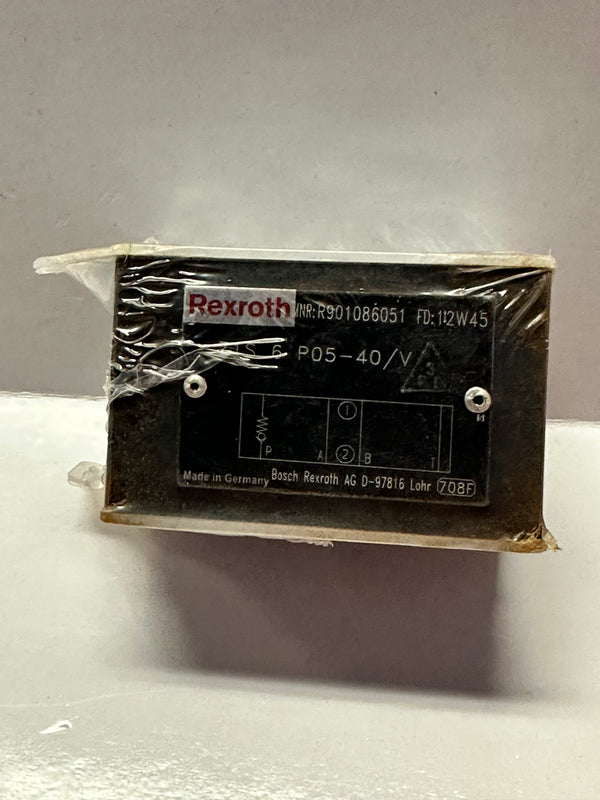 Rexroth MNR:R901086051 FD:12W45
Z1S 6 P05-40/V
1
P A 2 B T
Made in Germany Bosch Rexroth AG D-97816 Lohr 708F